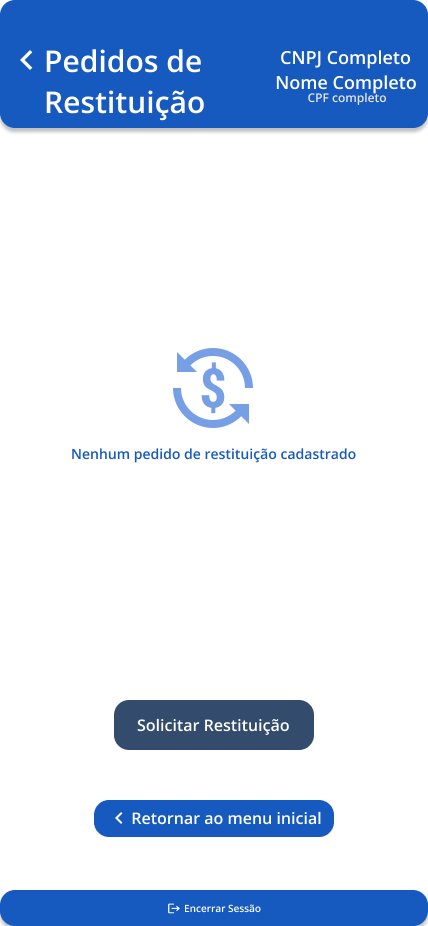 Pedidos de
Restituição
CNPJ Completo
Nome Completo
CPF completo
$
Nenhum pedido de restituição cadastrado
Solicitar Restituição
Retornar ao menu inicial
Encerrar Sessão